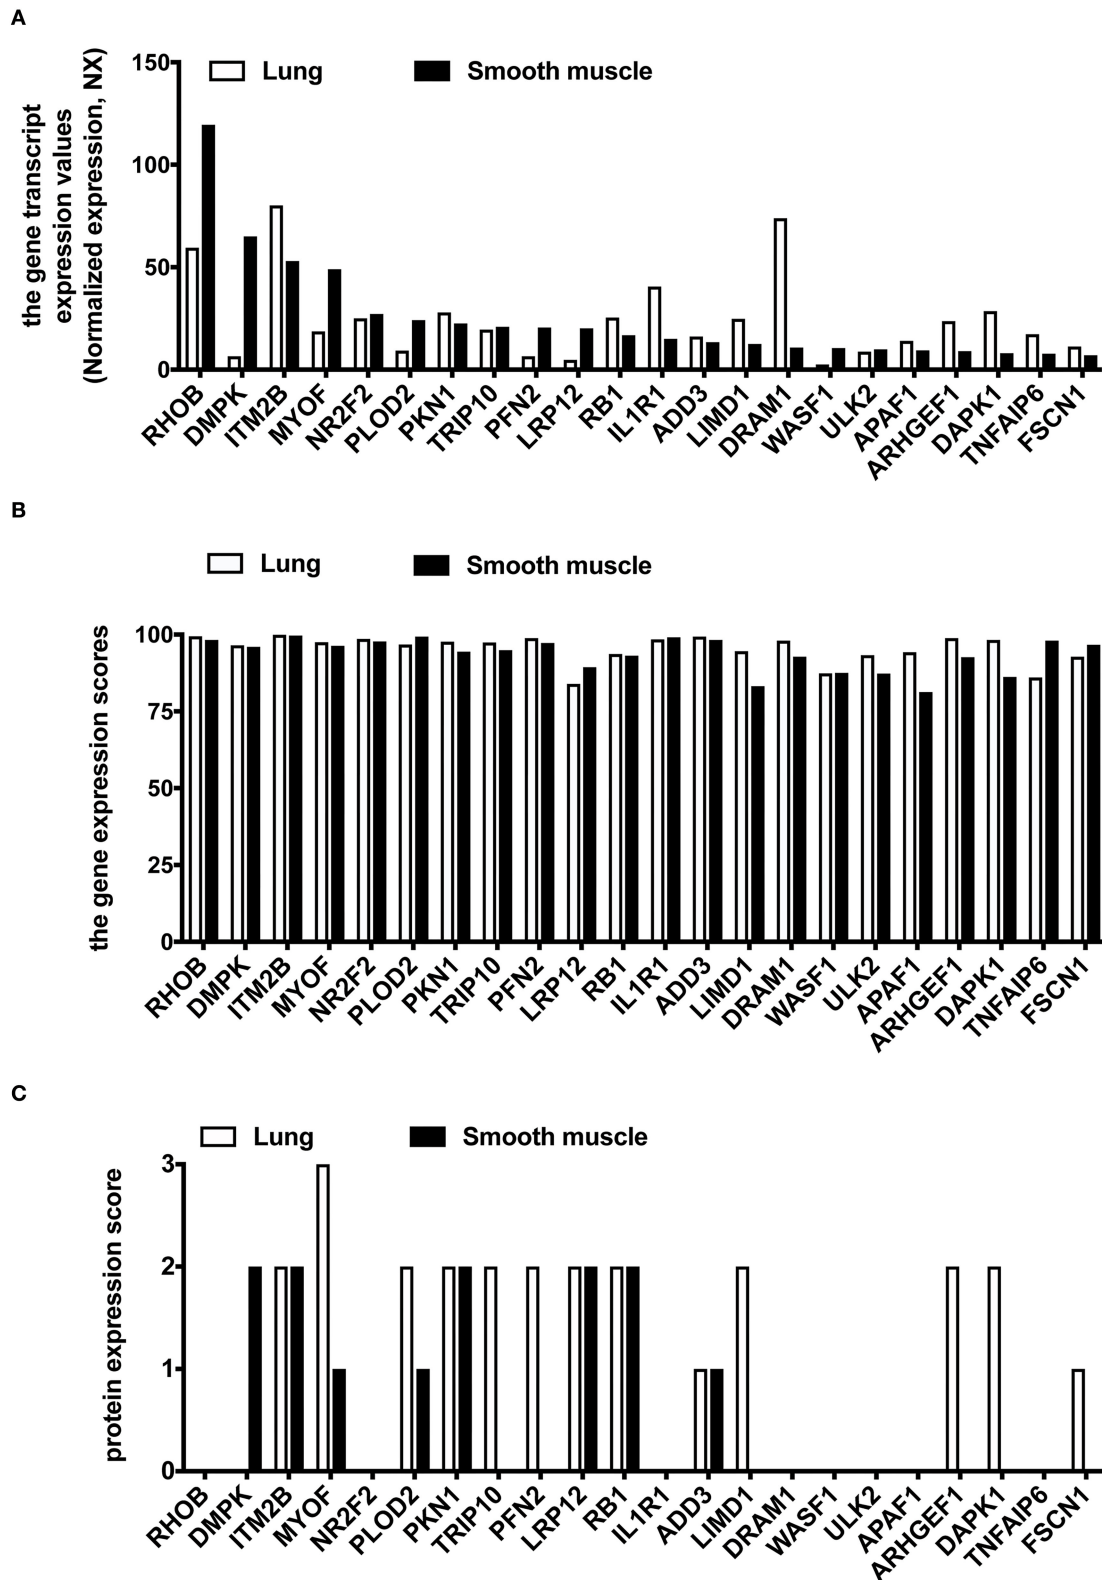 A
the gene transcript
expression values
(Normalized expression, NX)
Lung
Smooth muscle
150
100
50
0
RHOB
DMPK
ITM2B
MYOF
NR2F2
PLOD2
PKN1
TRIP10
PFN2
LRP12
RB1
IL1R1
ADD3
LIMD1
DRAM1
WASF1
ULK2
APAF1
ARHGEF1
DAPK1
TNFAIP6
FSCN1
B
the gene expression scores
Lung
Smooth muscle
100
75
50
25
0
RHOB
DMPK
ITM2B
MYOF
NR2F2
PLOD2
PKN1
TRIP10
PFN2
LRP12
RB1
IL1R1
ADD3
LIMD1
DRAM1
WASF1
ULK2
APAF1
ARHGEF1
DAPK1
TNFAIP6
FSCN1
C
protein expression score
Lung
Smooth muscle
3
2
1
0
RHOB
DMPK
ITM2B
MYOF
NR2F2
PLOD2
PKN1
TRIP10
PFN2
LRP12
RB1
IL1R1
ADD3
LIMD1
DRAM1
WASF1
ULK2
APAF1
ARHGEF1
DAPK1
TNFAIP6
FSCN1